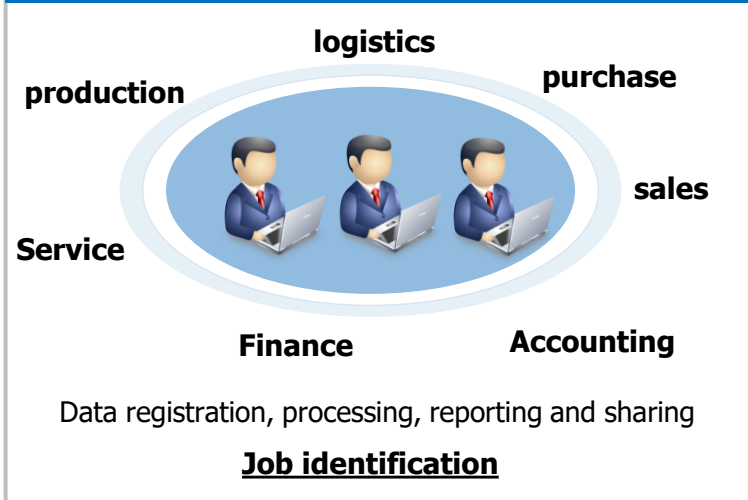 logistics
purchase
production
sales
Service
Finance
Accounting
Data registration, processing, reporting and sharing
Job identification